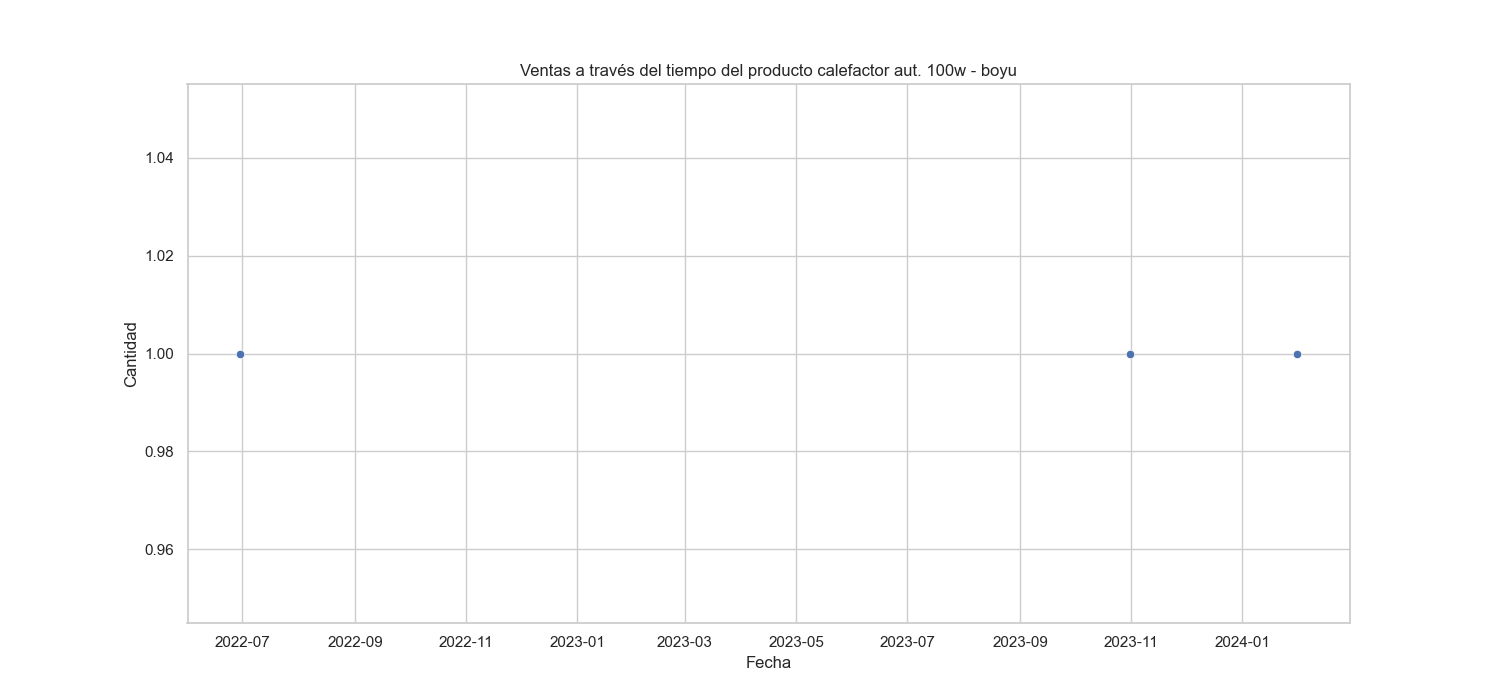 Ventas a través del tiempo del producto calefactor aut. 100w - boyu
1.04
1.02
1.00
0.98
0.96
Cantidad
2022-07 2022-09 2022-11 2023-01 2023-03 2023-05 2023-07 2023-09 2023-11 2024-01
Fecha